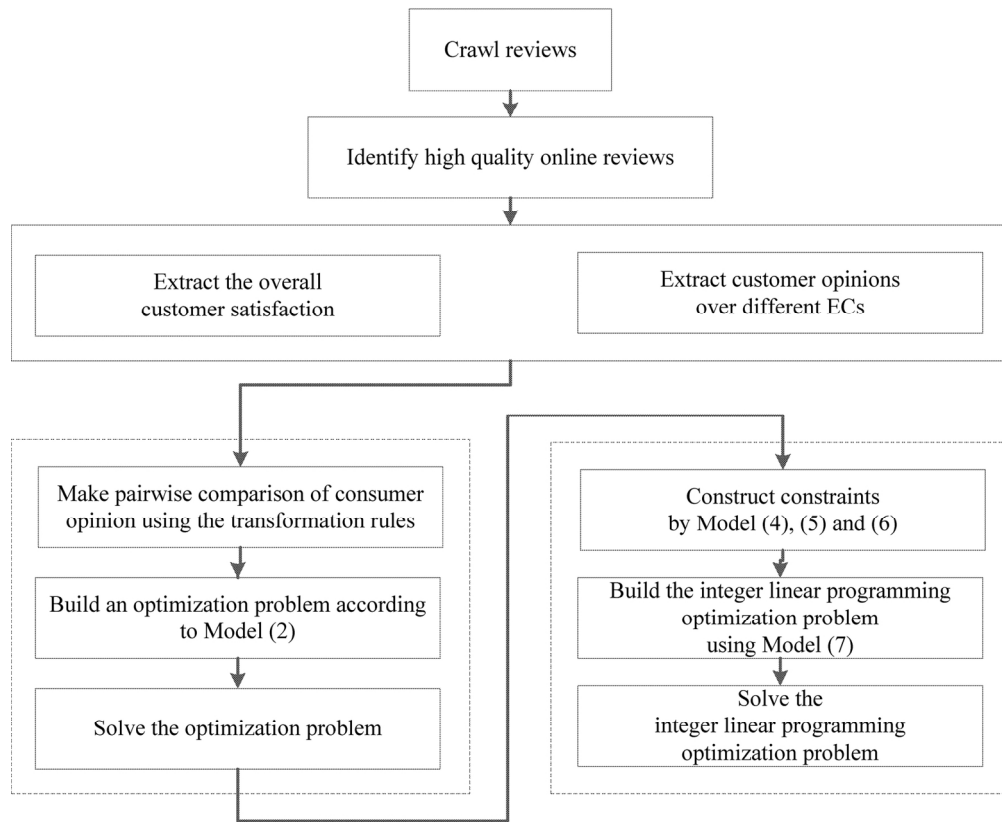 Crawl reviews
Identify high quality online reviews
Extract the overall
customer satisfaction
Extract customer opinions
over different ECs
Make pairwise comparison of consumer
opinion using the transformation rules
Build an optimization problem according
to Model (2)
Solve the optimization problem
Construct constraints
by Model (4), (5) and (6)
Build the integer linear programming
optimization problem
using Model (7)
Solve the
integer linear programming
optimization problem